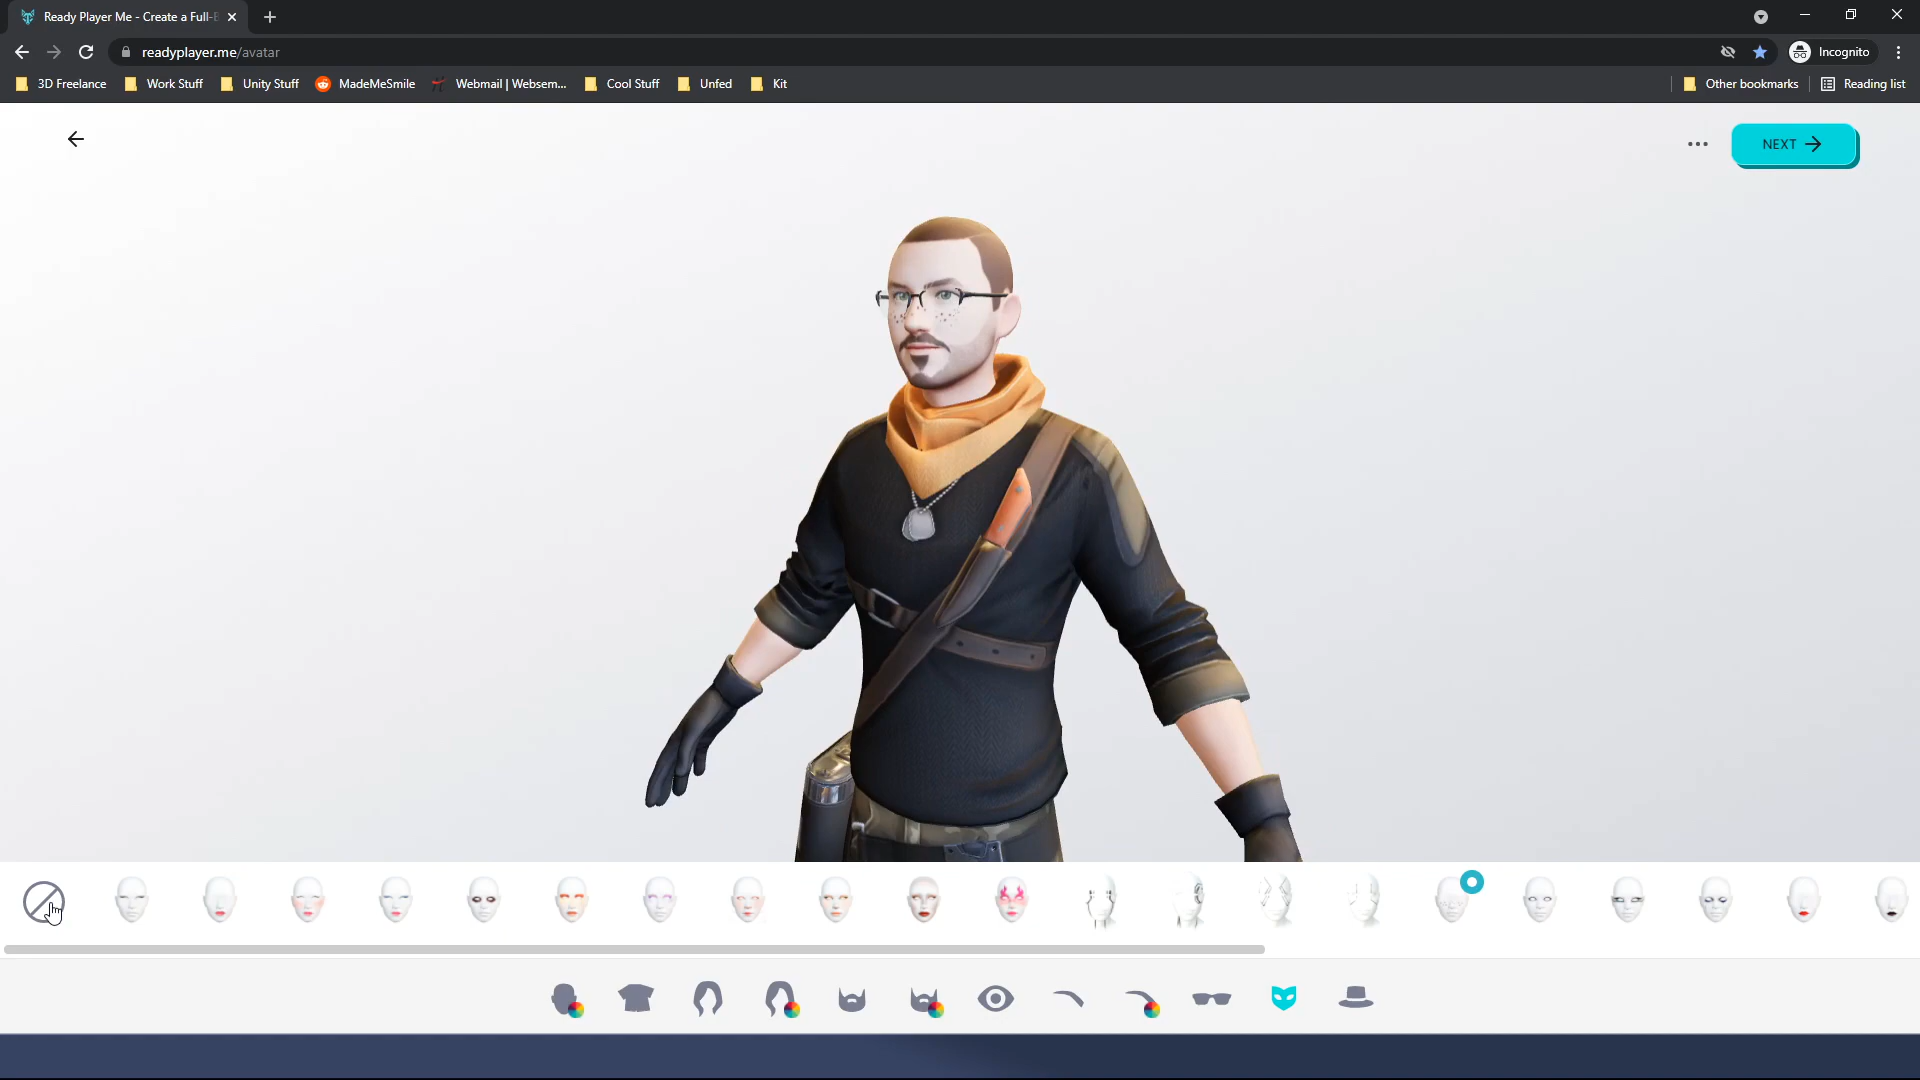 Ready Player Me - Create a Full-B
readyplayer.me/avatar
Incognito
3D Freelance
Work Stuff
Unity Stuff
MadeMeSmile
Webmail | Websem...
Cool Stuff
Unfed
Kit
Other bookmarks
Reading list
NEXT